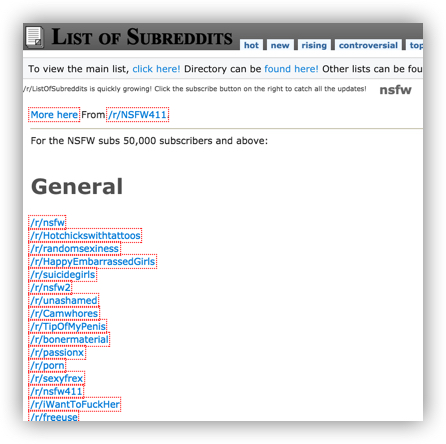 LIST OF SUBREDDITS hot new rising controversial top
To view the main list, click here! Directory can be found here! Other lists can be fou
/r/ListOfSubreddits is quickly growing! Click the subscribe button on the right to catch all the updates! nsfw
More here From /r/NSFW411
For the NSFW subs 50,000 subscribers and above:
General
/r/nsfw
/r/Hotchickswithtattoos
/r/randomsexiness
/r/HappyEmbarrassedGirls
/r/suicidegirls
/r/nsfw2
/r/unashamed
/r/Camwhores
/r/TipOfMyPenis
/r/bonermaterial
/r/passionx
/r/porn
/r/sexyfrex
/r/nsfw411
/r/iWantToFuckHer
/r/freeuse